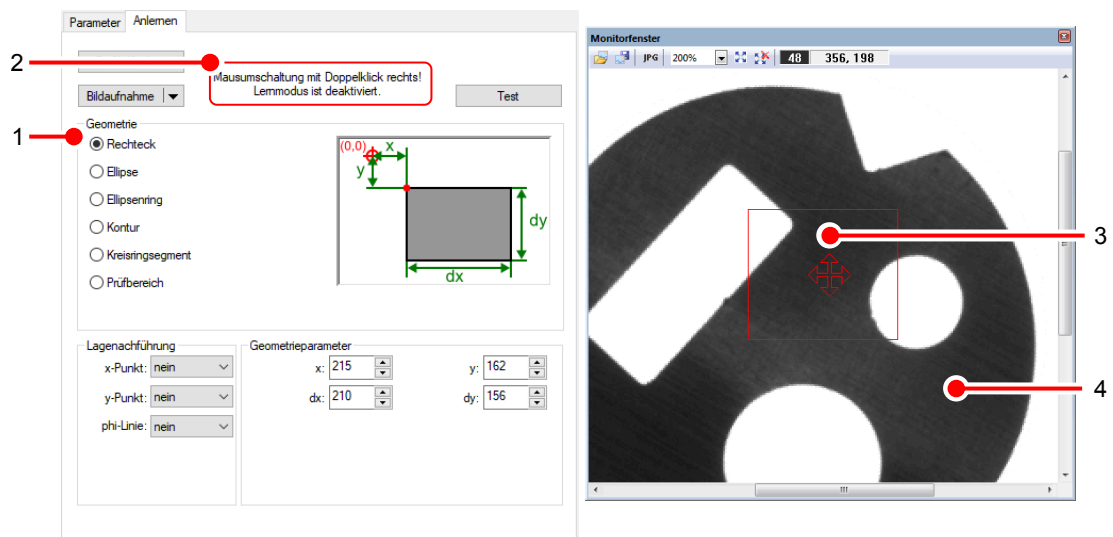 Parameter
Anlernen
2
Mausumschaltung mit Doppelklick rechts!
Lernmodus ist deaktiviert.
Bildaufnahme
Test
1
Geometrie
Rechteck
Ellipse
Ellipsenring
Kontur
Kreisringsegment
Prüfbereich
(0,0)
x
y
dy
dx
Lagenachführung
x-Punkt: nein
y-Punkt: nein
phi-Linie: nein
Geometrieparameter
x: 215
y: 162
dx: 210
dy: 156
Monitorfenster
JPG 200% 48 356, 198
3
4